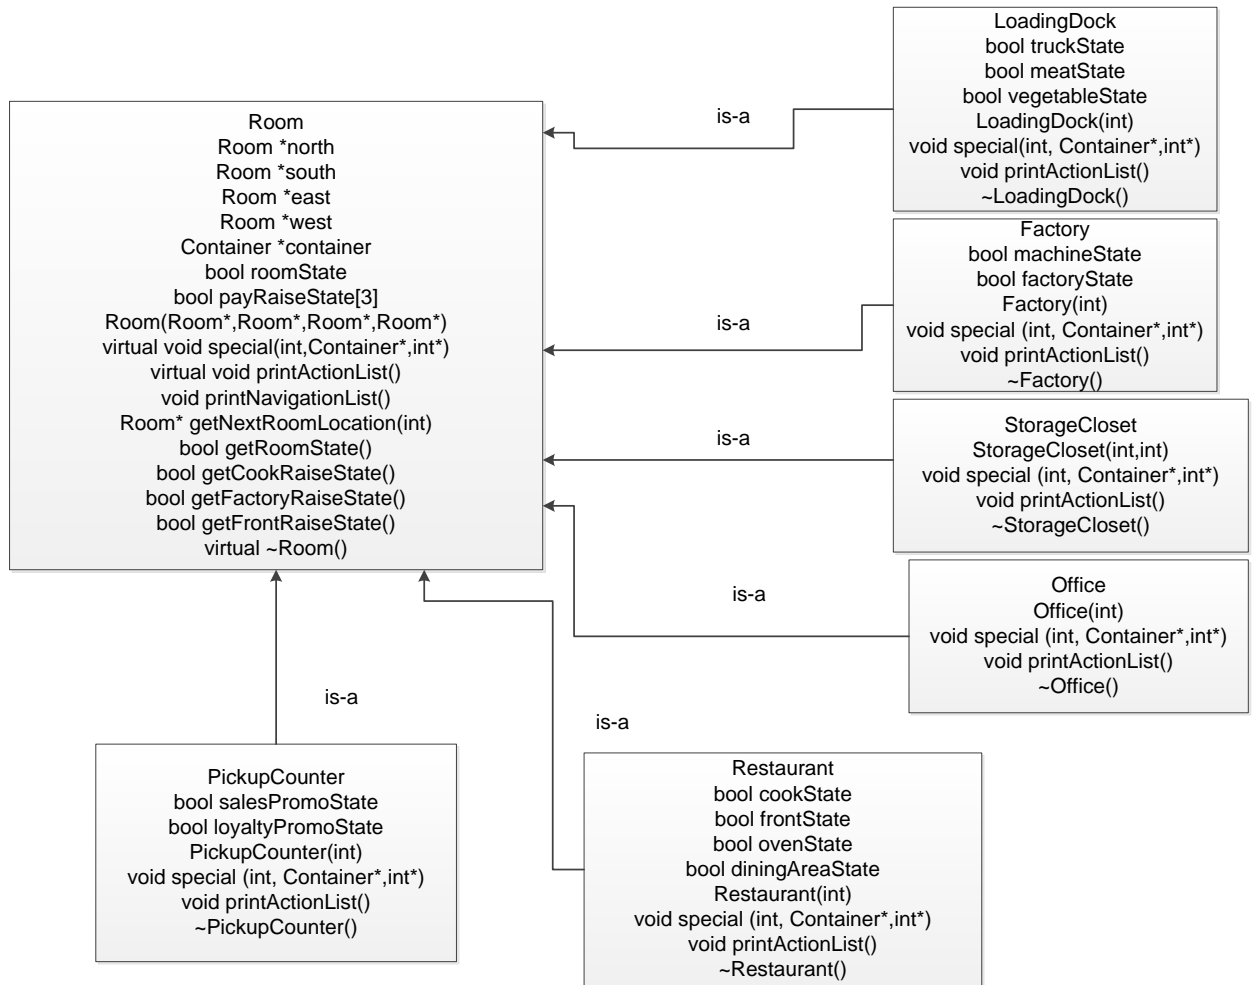 Room
Room *north
Room *south
Room *east
Room *west
Container *container
bool roomState
bool payRaiseState[3]
Room(Room*,Room*,Room*,Room*)
virtual void special(int,Container*,int*)
virtual void printActionList()
void printNavigationList()
Room* getNextRoomLocation(int)
bool getRoomState()
bool getCookRaiseState()
bool getFactoryRaiseState()
bool getFrontRaiseState()
virtual ~Room()
is-a
LoadingDock
bool truckState
bool meatState
bool vegetableState
LoadingDock(int)
void special(int, Container*,int*)
void printActionList()
~LoadingDock()
is-a
Factory
bool machineState
bool factoryState
Factory(int)
void special (int, Container*,int*)
void printActionList()
~Factory()
is-a
StorageCloset
StorageCloset(int,int)
void special (int, Container*,int*)
void printActionList()
~StorageCloset()
is-a
Office
Office(int)
void special (int, Container*,int*)
void printActionList()
~Office()
is-a
PickupCounter
bool salesPromoState
bool loyaltyPromoState
PickupCounter(int)
void special (int, Container*,int*)
void printActionList()
~PickupCounter()
is-a
Restaurant
bool cookState
bool frontState
bool ovenState
bool diningAreaState
Restaurant(int)
void special (int, Container*,int*)
void printActionList()
~Restaurant()